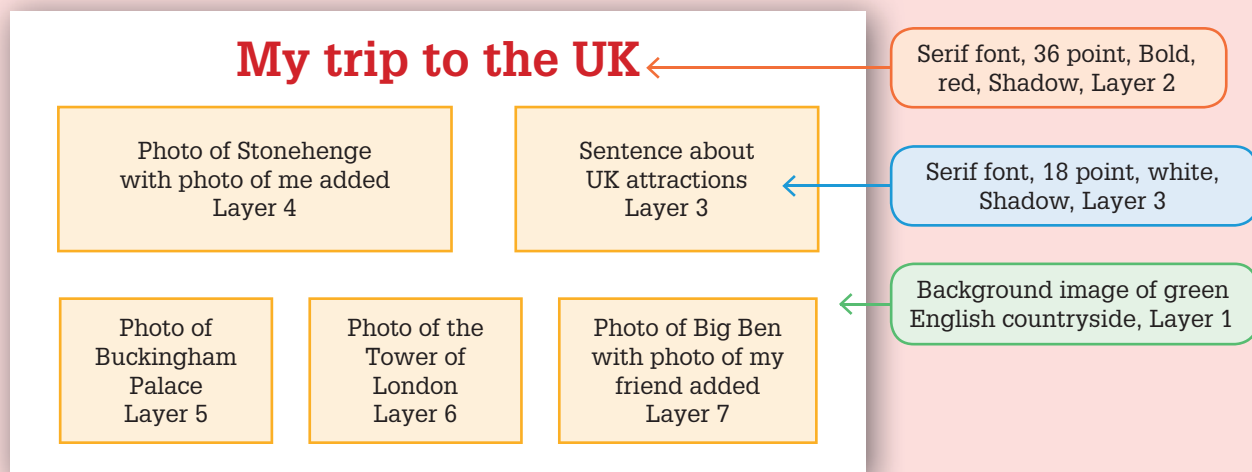 My trip to the UK
Serif font, 36 point, Bold,
red, Shadow, Layer 2
Photo of Stonehenge
with photo of me added
Layer 4
Sentence about
UK attractions
Layer 3
Serif font, 18 point, white,
Shadow, Layer 3
Background image of green
English countryside, Layer 1
Photo of
Buckingham
Palace
Layer 5
Photo of the
Tower of
London
Layer 6
Photo of Big Ben
with photo of my
friend added
Layer 7